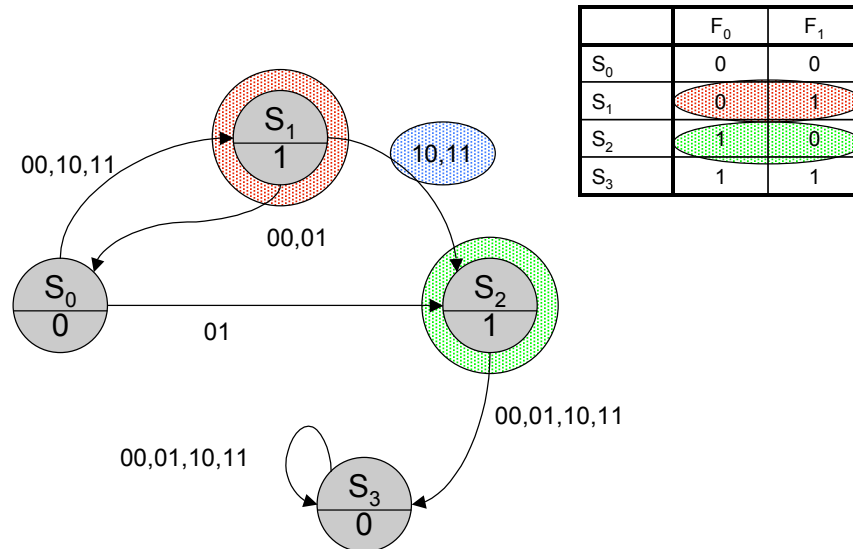 F₀ F₁
S₀ 0 0
S₁ 0 1
S₂ 1 0
S₃ 1 1
S₁
1
10,11
00,10,11
00,01
S₀
0
S₂
1
01
00,01,10,11
00,01,10,11
S₃
0